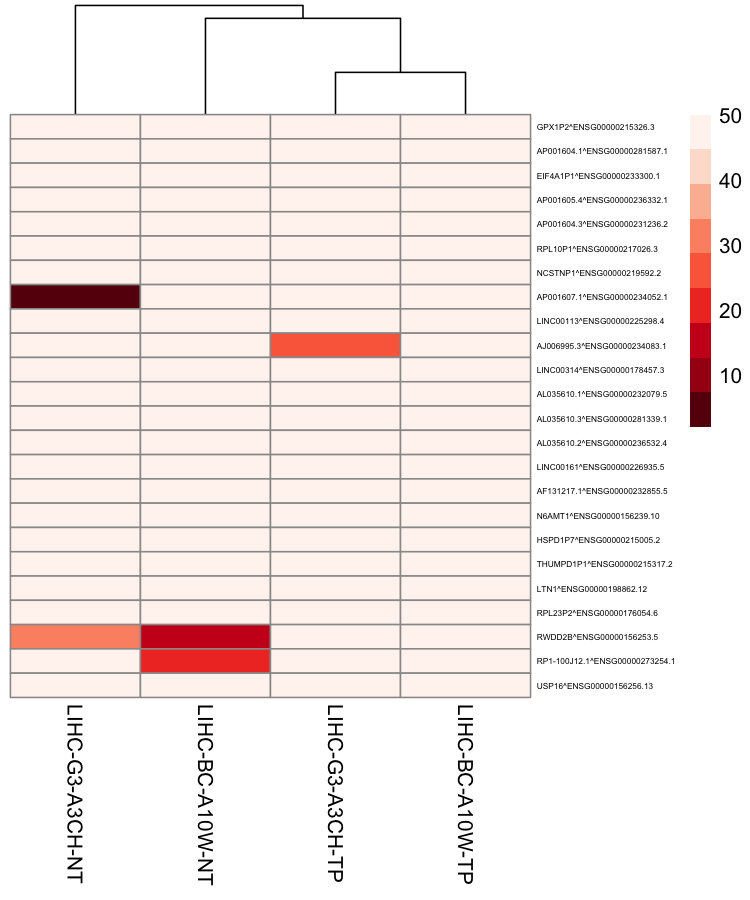 50
GPX1P2^ENSG00000215326.3
AP001604.1^ENSG00000281587.1
EIF4A1P1^ENSG00000233300.1
40
AP001605.4^ENSG00000236332.1
AP001604.3^ENSG00000231236.2
30
RPL10P1^ENSG00000217026.3
NCSTNP1^ENSG00000219592.2
AP001607.1^ENSG00000234052.1
20
LINC00113^ENSG00000225298.4
AJ006995.3^ENSG00000234083.1
LINC00314^ENSG00000178457.3
10
AL035610.1^ENSG00000232079.5
AL035610.3^ENSG00000281339.1
AL035610.2^ENSG00000236532.4
LINC00161^ENSG00000226935.5
AF131217.1^ENSG00000232855.5
N6AMT1^ENSG00000156239.10
HSPD1P7^ENSG00000215005.2
THUMPD1P1^ENSG00000215317.2
LTN1^ENSG00000198862.12
RPL23P2^ENSG00000176054.6
RWDD2B^ENSG00000156253.5
RP1-100J12.1^ENSG00000273254.1
USP16^ENSG00000156256.13
LIHC-G3-A3CH-NT
LIHC-BC-A10W-NT
LIHC-G3-A3CH-TP
LIHC-BC-A10W-TP